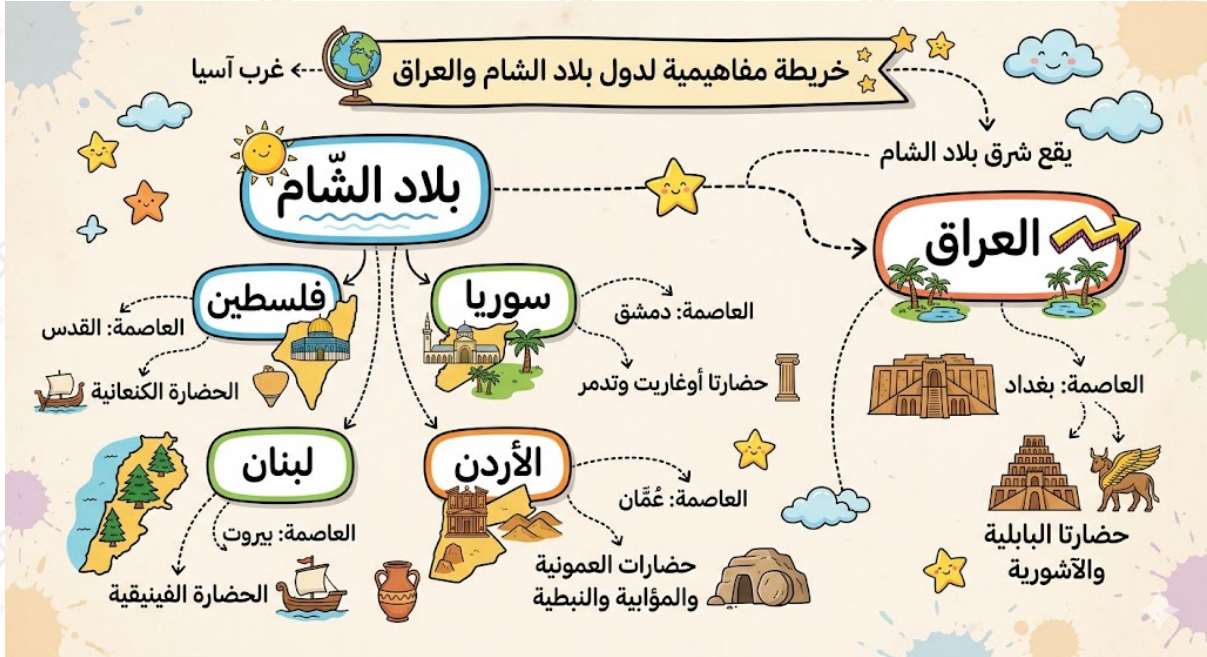 خريطة مفاهيمية لدول بلاد الشام والعراق
غرب آسيا
يقع شرق بلاد الشام
بلاد الشّام
العراق
سوريا
العاصمة: دمشق
حضارتا أوغاريت وتدمر
فلسطين
العاصمة: القدس
الحضارة الكنعانية
الأردن
العاصمة: عُمَّان
حضارات العمونية
والمؤابية والنبطية
لبنان
العاصمة: بيروت
الحضارة الفينيقية
العاصمة: بغداد
حضارتا البابلية
والآشورية